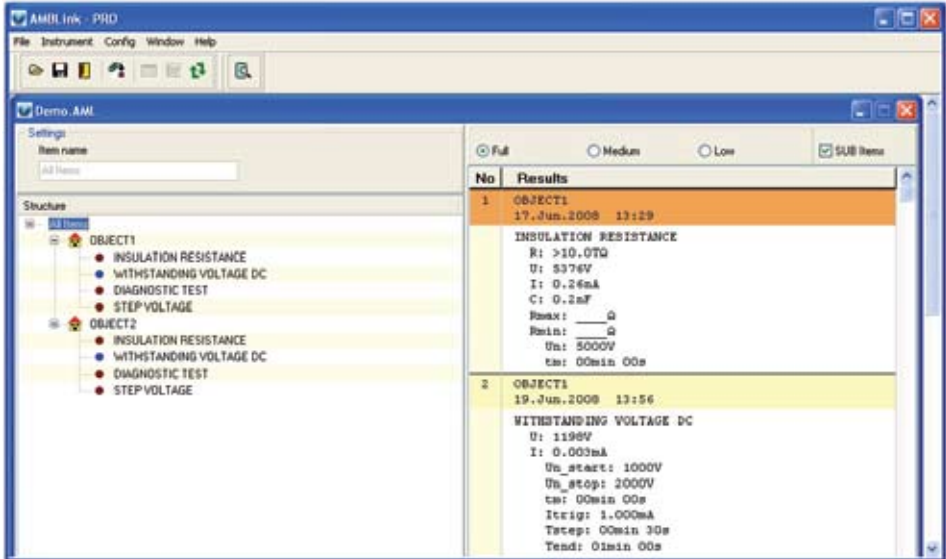 AMBLink - PRO
File Instrument Config Window Help
Demo.AML
Settings
Item name
All Items
Full Medium Low SUB Items
No Results
Structure
All Items
OBJECT1
INSULATION RESISTANCE
WITHSTANDING VOLTAGE DC
DIAGNOSTIC TEST
STEP VOLTAGE
OBJECT2
INSULATION RESISTANCE
WITHSTANDING VOLTAGE DC
DIAGNOSTIC TEST
STEP VOLTAGE
1 OBJECT1
17.Jun.2008 13:29
INSULATION RESISTANCE
R: >10.0TΩ
U: 5376V
I: 0.26nA
C: 0.2nF
Rmax: ____Ω
Rmin: ____Ω
Un: 5000V
tm: 00min 00s
2 OBJECT1
19.Jun.2008 13:56
WITHSTANDING VOLTAGE DC
U: 1198V
I: 0.003mA
Un_start: 1000V
Un_stop: 2000V
tm: 00min 00s
Itrig: 1.000mA
Tstep: 00min 30s
Tend: 01min 00s